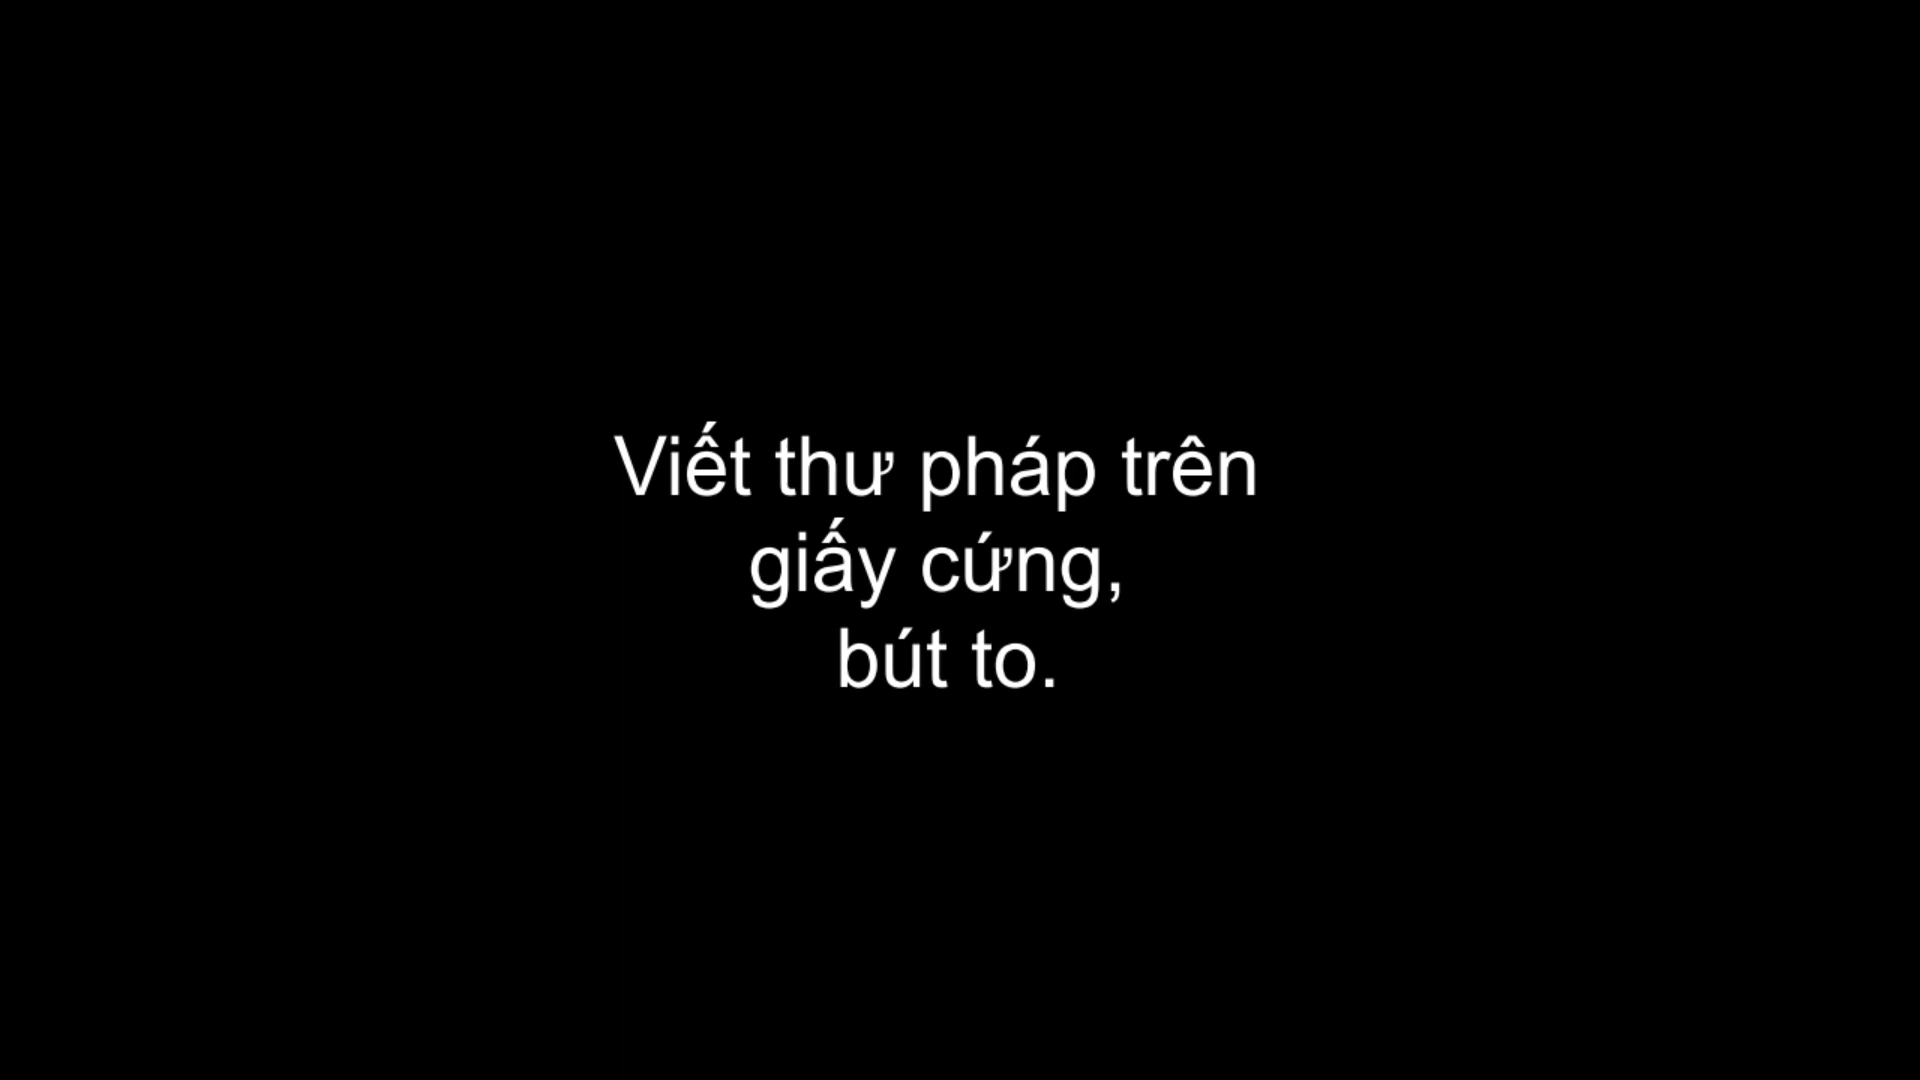 Viết thư pháp trên
giấy cứng,
bút to.